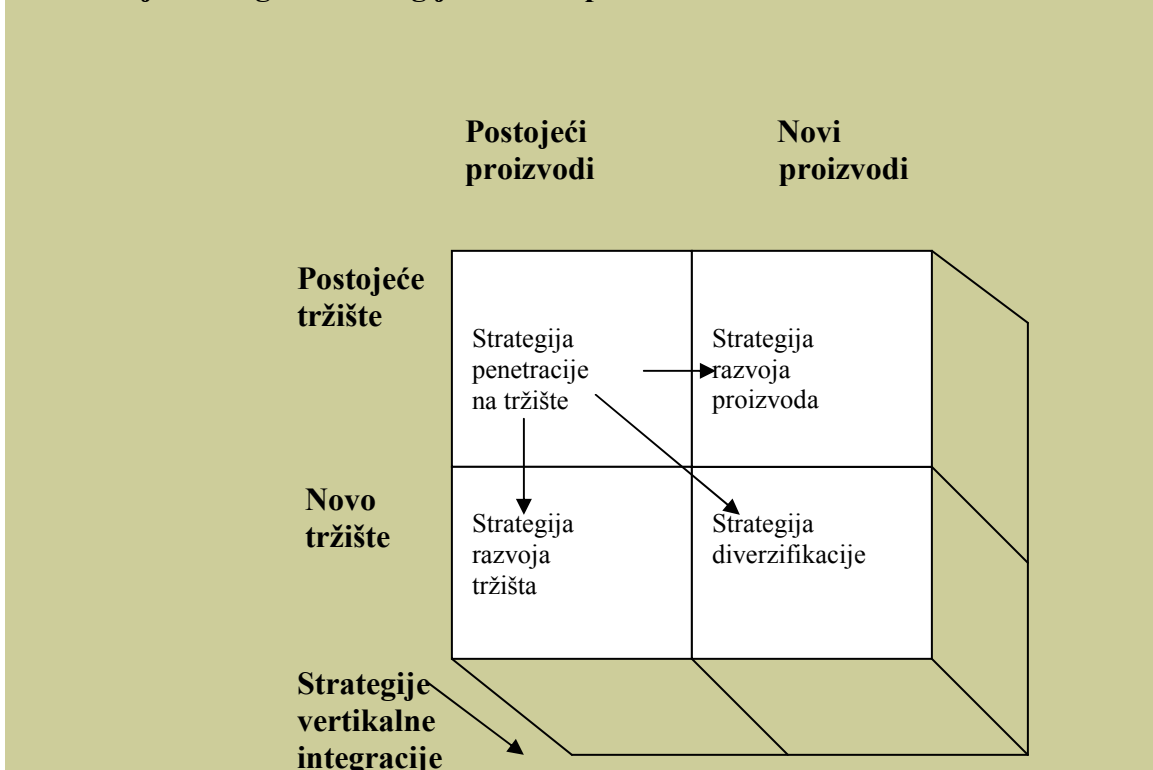 Postojeći
proizvodi
Novi
proizvodi
Postojeće
tržište
Strategija
penetracije
na tržište
Strategija
razvoja
proizvoda
Novo
tržište
Strategija
razvoja
tržišta
Strategija
diverzifikacije
Strategije
vertikalne
integracije